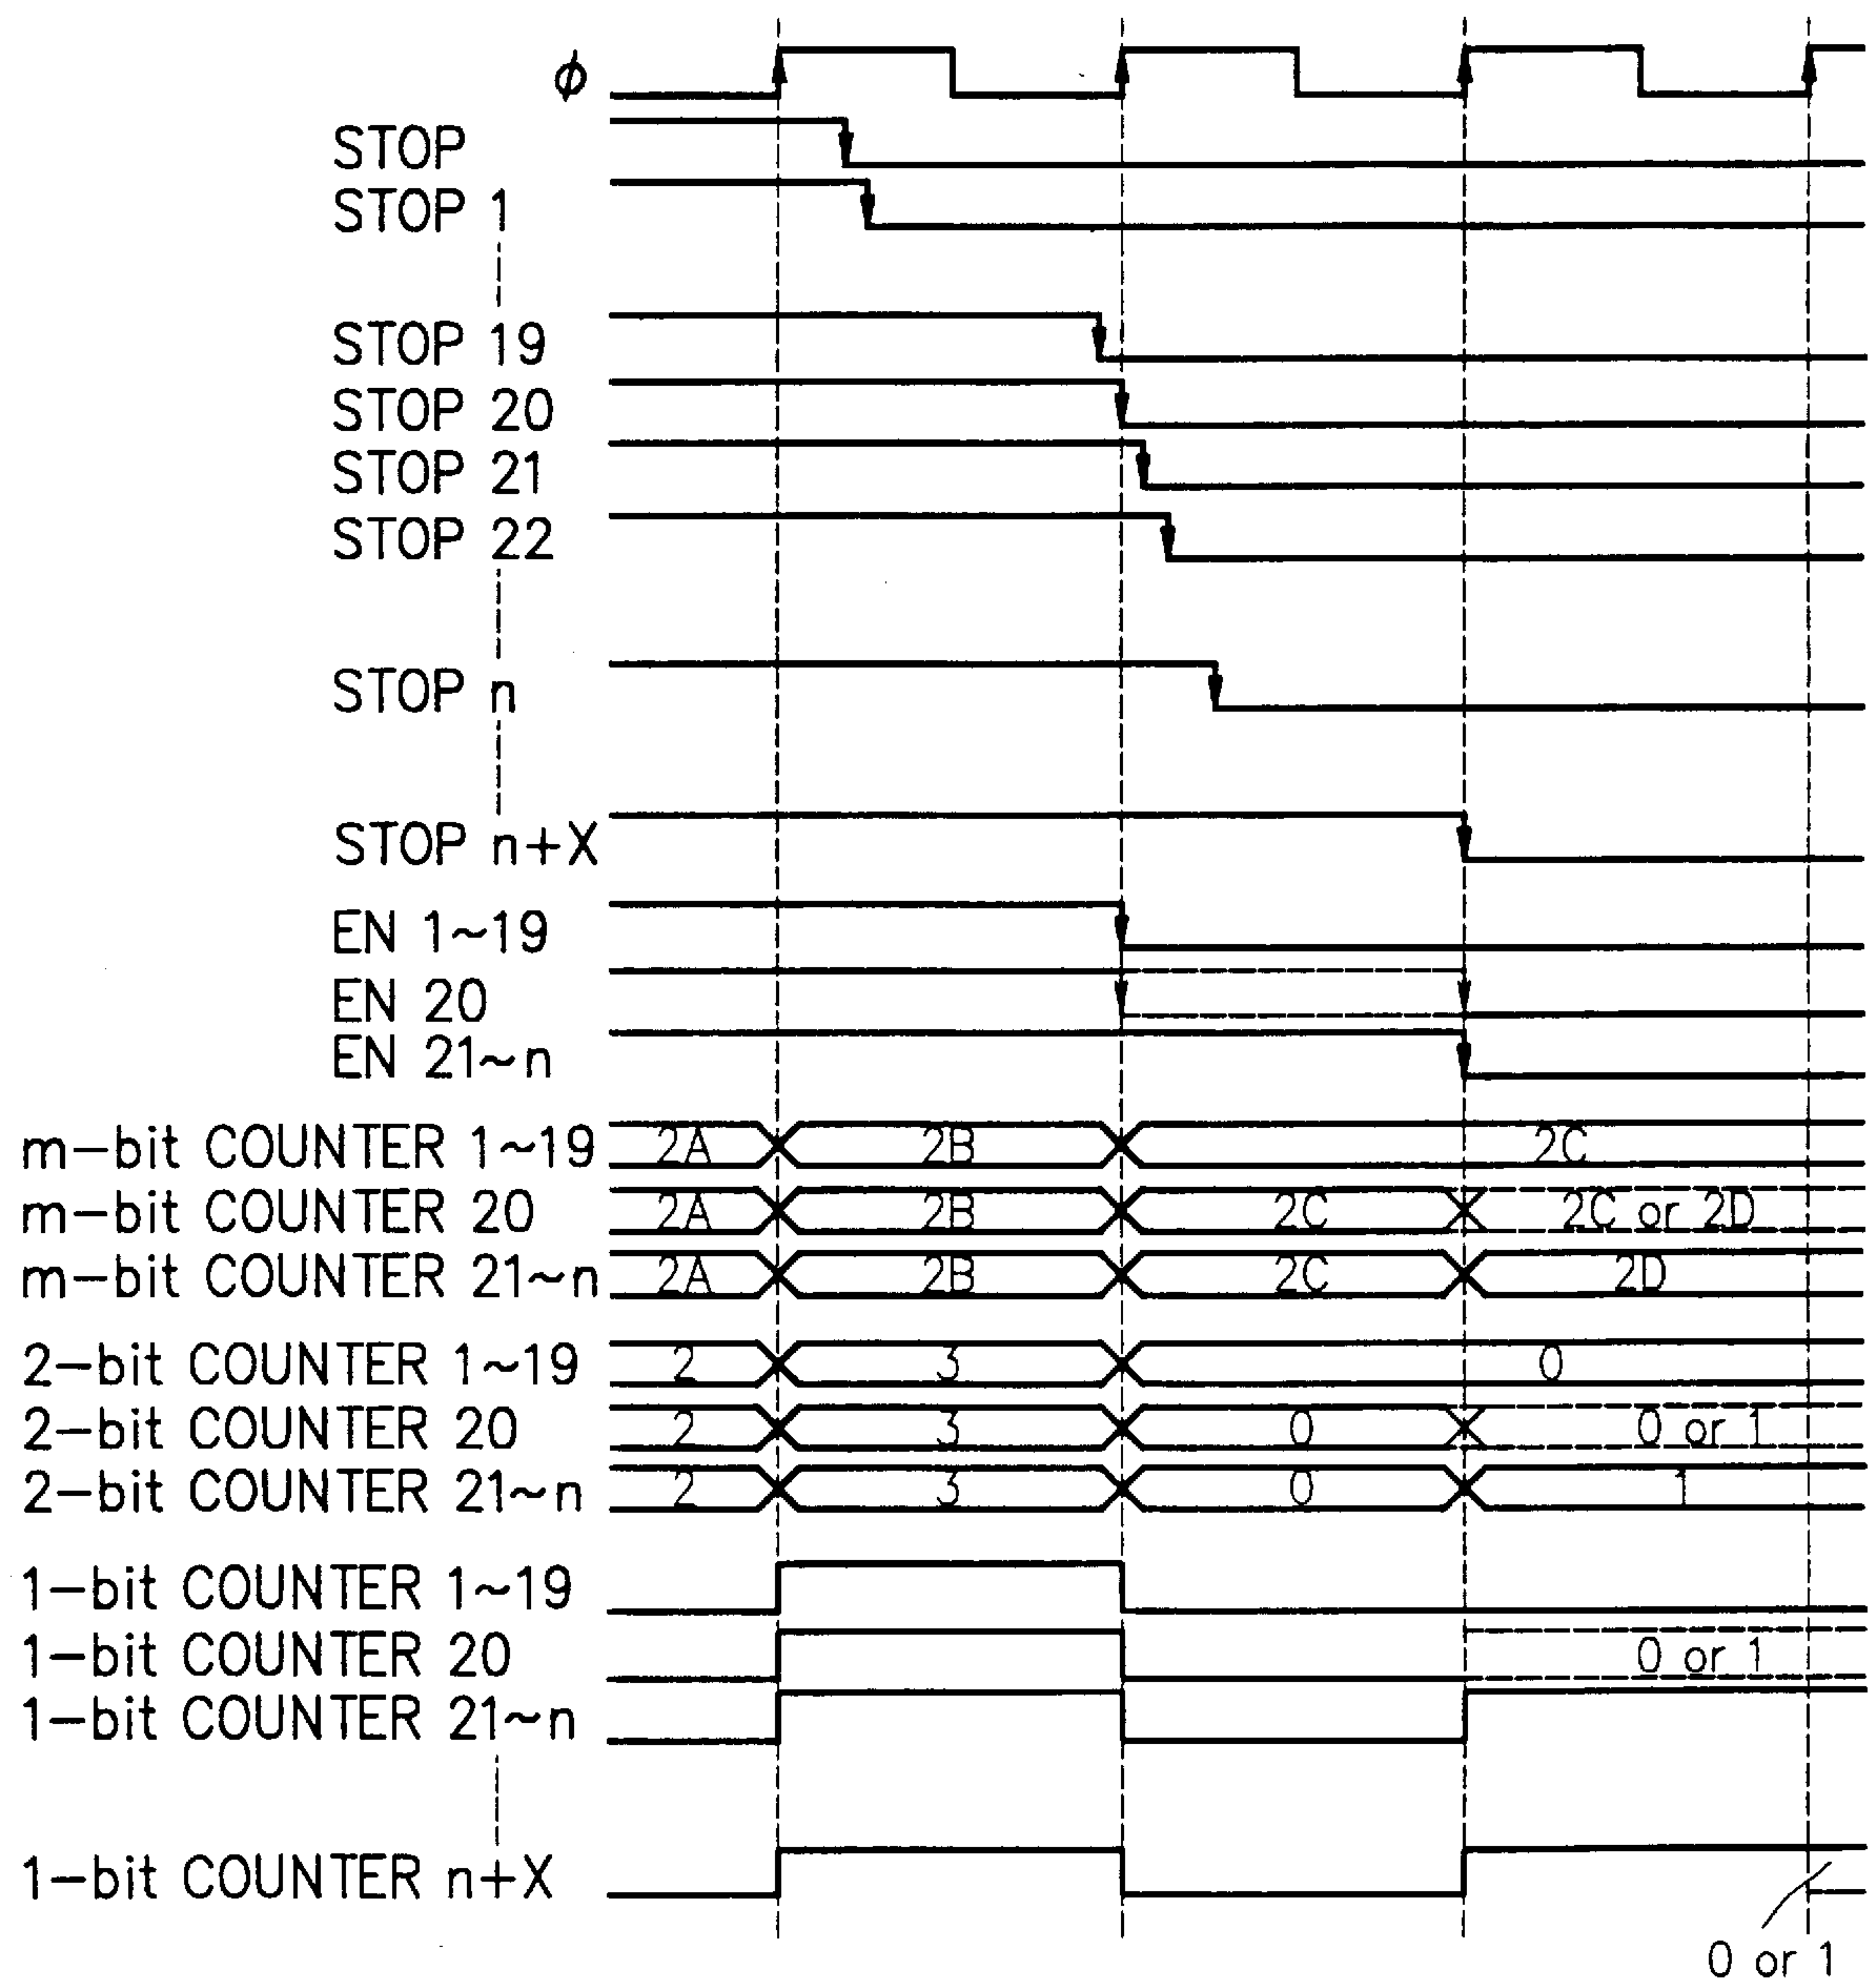 ϕ
STOP
STOP 1
STOP 19
STOP 20
STOP 21
STOP 22
STOP n
STOP n+X
EN 1~19
EN 20
EN 21~n
m-bit COUNTER 1~19 2A 2B 2C
m-bit COUNTER 20 2A 2B 2C 2C or 2D
m-bit COUNTER 21~n 2A 2B 2C 2D
2-bit COUNTER 1~19 2 3 0
2-bit COUNTER 20 2 3 0 0 or 1
2-bit COUNTER 21~n 2 3 0 1
1-bit COUNTER 1~19
1-bit COUNTER 20 0 or 1
1-bit COUNTER 21~n
1-bit COUNTER n+X
0 or 1